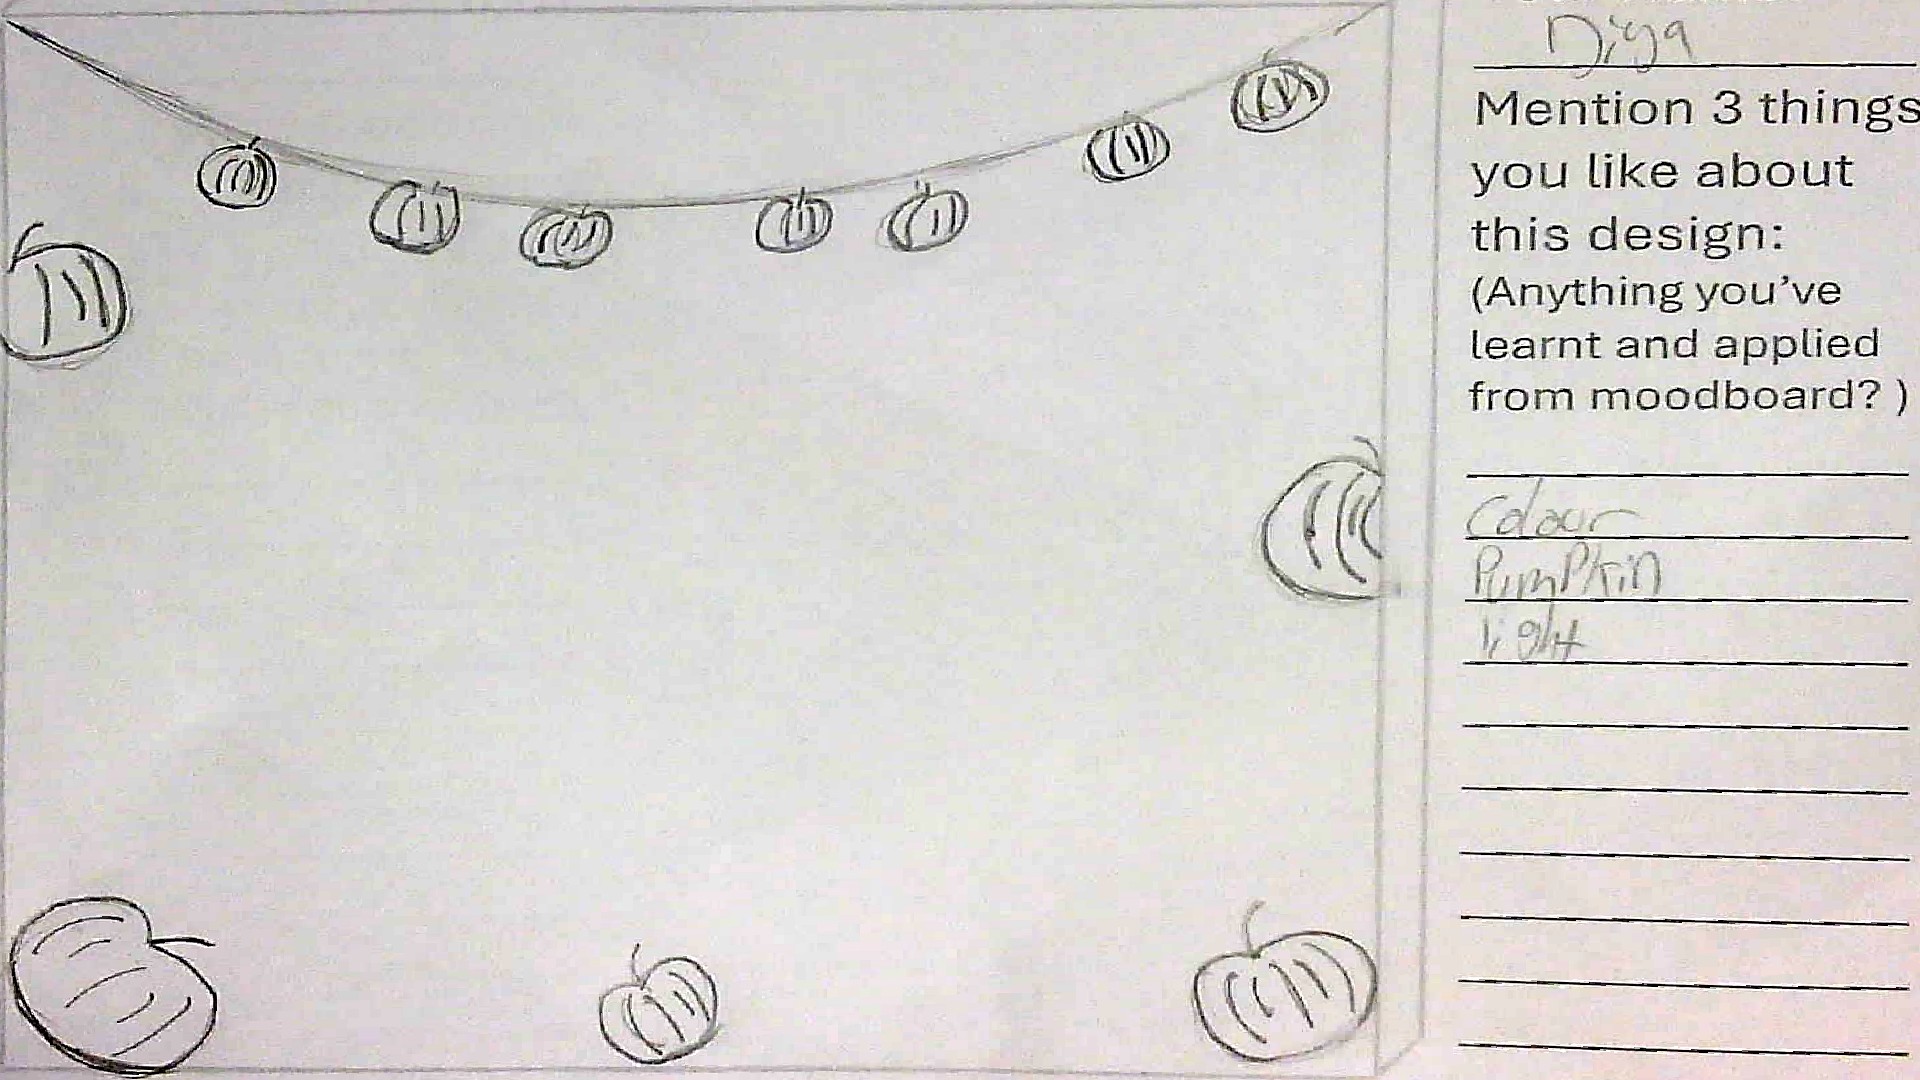 Diya
Mention 3 things
you like about
this design:
(Anything you've
learnt and applied
from moodboard? )
Colour
PumPkin
light